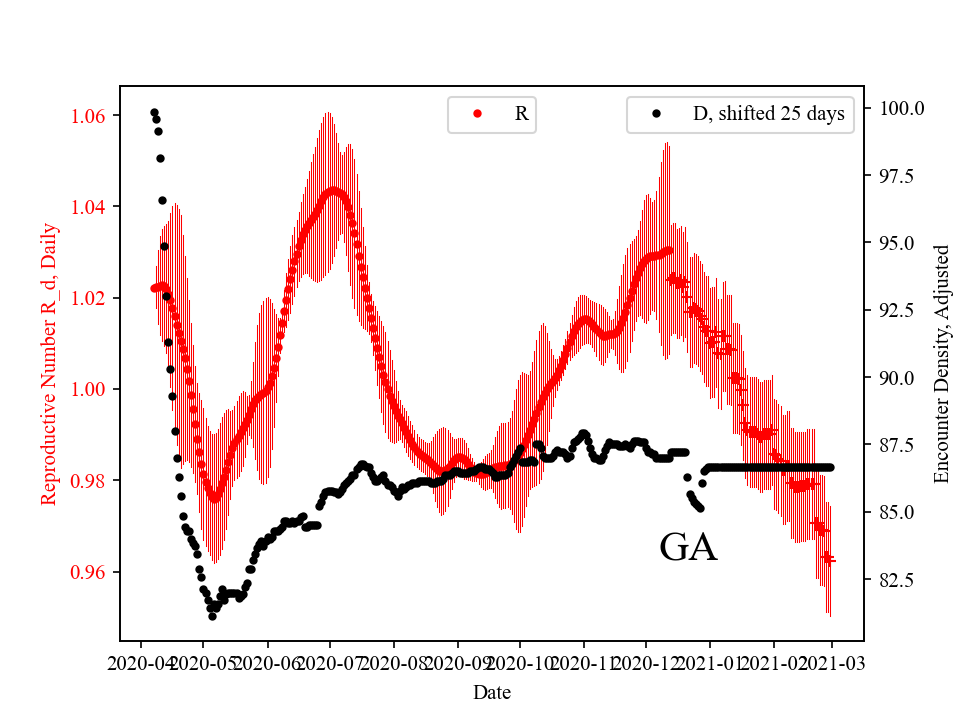 R
D, shifted 25 days
1.06
1.04
1.02
1.00
0.98
0.96
Reproductive Number R_d, Daily
100.0
97.5
95.0
92.5
90.0
87.5
85.0
82.5
Encounter Density, Adjusted
GA
2020-04 2020-05 2020-06 2020-07 2020-08 2020-09 2020-10 2020-11 2020-12 2021-01 2021-02 2021-03
Date